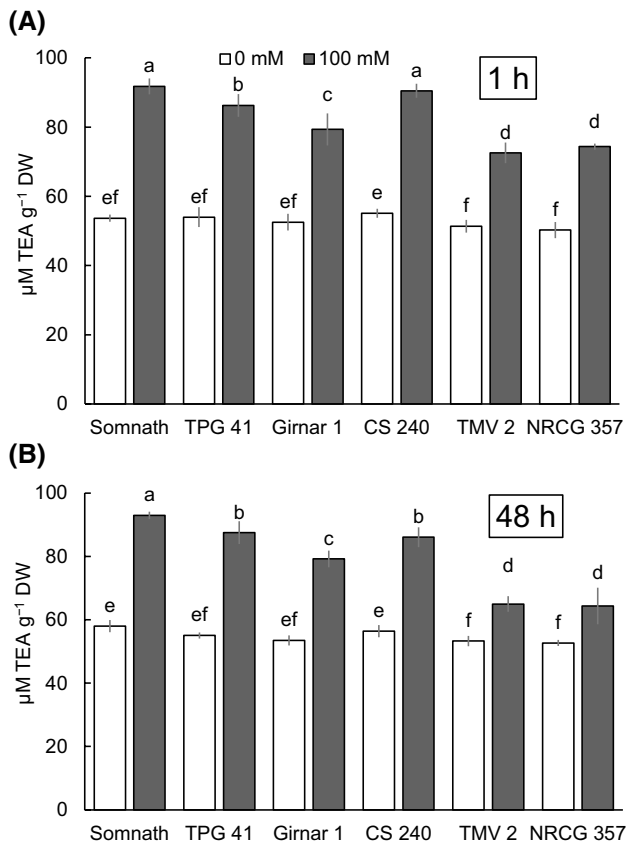 (A)
100
80
60
40
20
0
µM TEA g⁻¹ DW
0 mM 100 mM
1 h
a b c a d d
ef ef ef e f f
Somnath TPG 41 Girnar 1 CS 240 TMV 2 NRCG 357
(B)
100
80
60
40
20
0
µM TEA g⁻¹ DW
48 h
a b c b d d
e ef ef e f f
Somnath TPG 41 Girnar 1 CS 240 TMV 2 NRCG 357